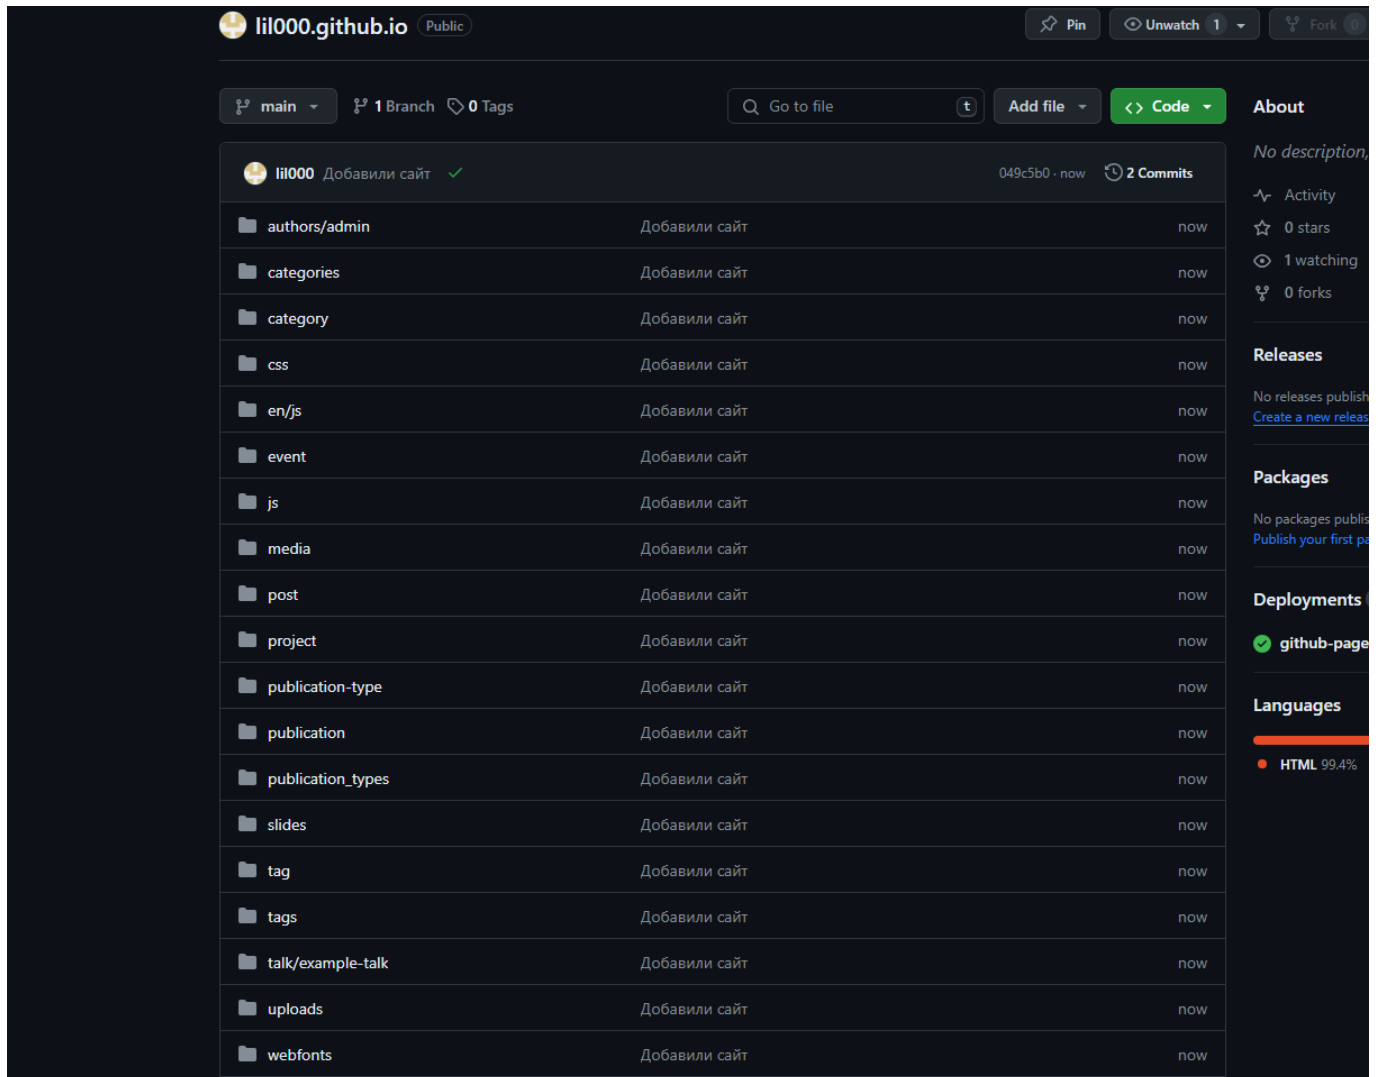 lil000.github.io Public Pin Unwatch 1 Fork 0
main 1 Branch 0 Tags Go to file t Add file Code
lil000 Добавили сайт 049c5b0 · now 2 Commits
authors/admin Добавили сайт now
categories Добавили сайт now
category Добавили сайт now
css Добавили сайт now
en/js Добавили сайт now
event Добавили сайт now
js Добавили сайт now
media Добавили сайт now
post Добавили сайт now
project Добавили сайт now
publication-type Добавили сайт now
publication Добавили сайт now
publication_types Добавили сайт now
slides Добавили сайт now
tag Добавили сайт now
tags Добавили сайт now
talk/example-talk Добавили сайт now
uploads Добавили сайт now
webfonts Добавили сайт now
About
No description,
Activity
0 stars
1 watching
0 forks
Releases
No releases publish
Create a new releas
Packages
No packages publis
Publish your first pa
Deployments
github-page
Languages
HTML 99.4%